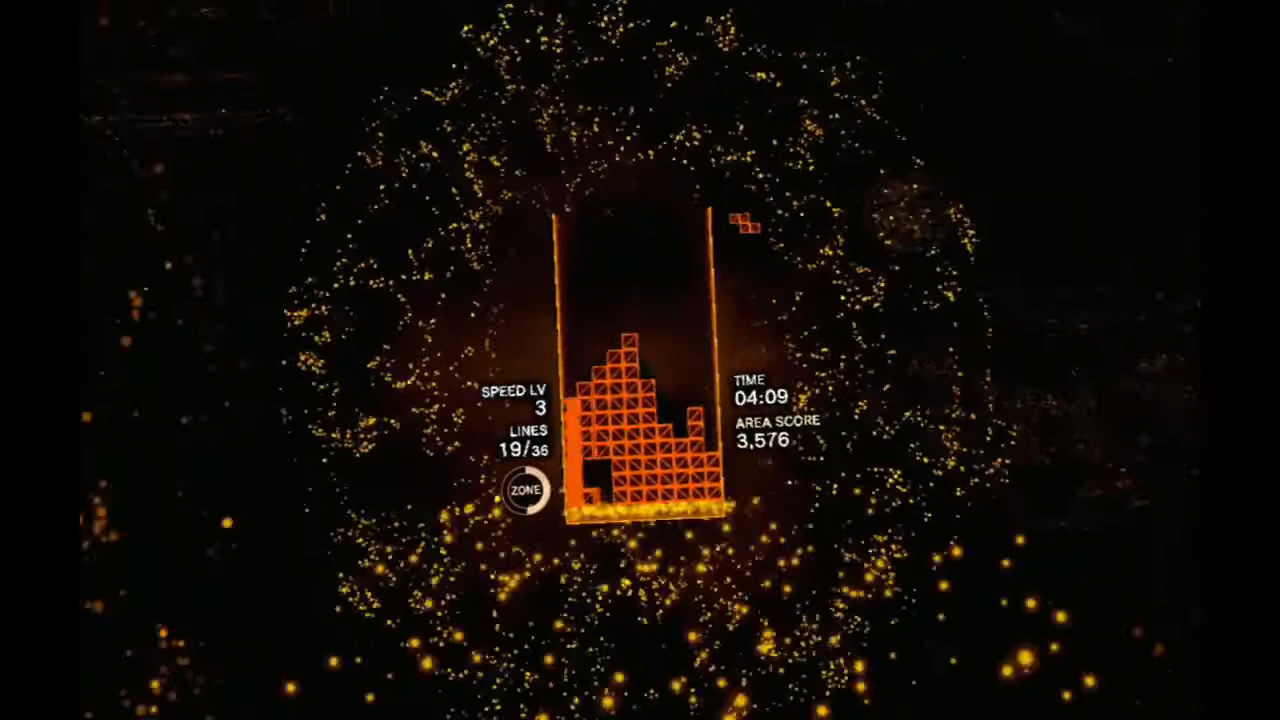 SPEED LV
3
LINES
19/36
ZONE
TIME
04:09
AREA SCORE
3,576